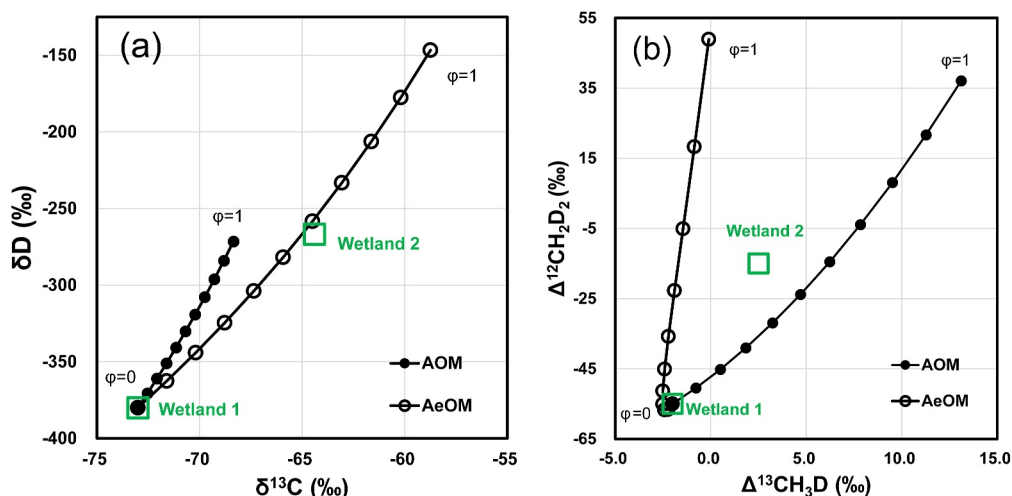 (a)
-150
-200
-250
-300
-350
-400
δD (‰)
-75
-70
-65
-60
-55
δ¹³C (‰)
φ=1
φ=1
Wetland 2
φ=0
Wetland 1
AOM
AeOM
(b)
55
35
15
-5
-25
-45
-65
Δ¹²CH₂D₂ (‰)
-5.0
0.0
5.0
10.0
15.0
Δ¹³CH₃D (‰)
φ=1
φ=1
Wetland 2
φ=0
Wetland 1
AOM
AeOM